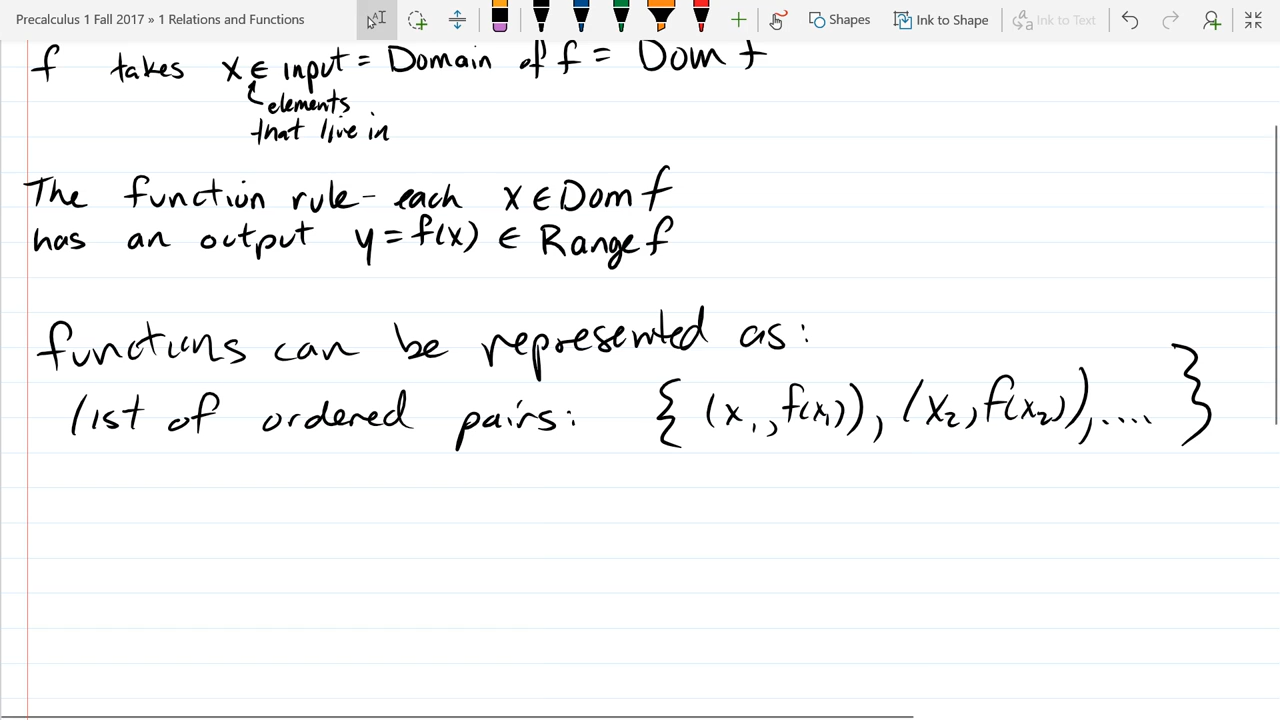 Precalculus 1 Fall 2017 » 1 Relations and Functions
Shapes
Ink to Shape
Ink to Text
f takes x ∈ input = Domain of f = Dom f
elements
that live in
The function rule - each x ∈ Dom f
has an output y = f(x) ∈ Range f
functions can be represented as:
list of ordered pairs: { (x₁, f(x₁)), (x₂, f(x₂)), .... }